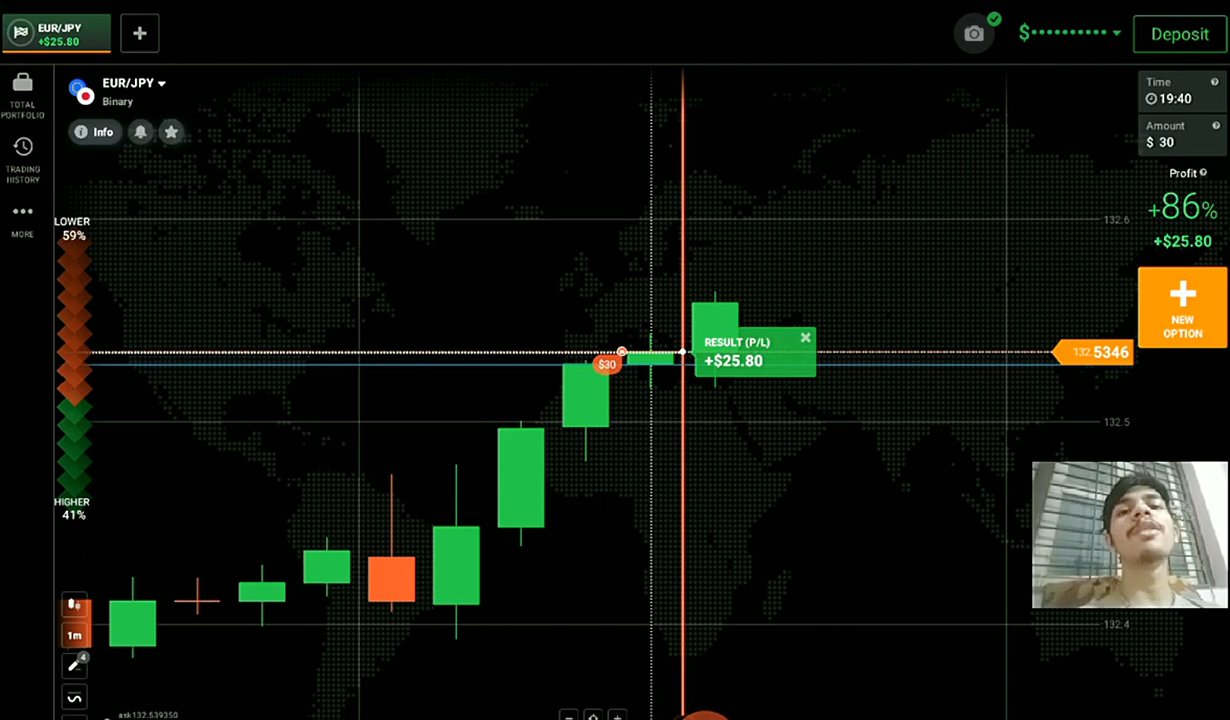 EUR/JPY
+$25.80
+
$••••••••••
Deposit
TOTAL
PORTFOLIO
TRADING
HISTORY
MORE
EUR/JPY
Binary
Info
LOWER
59%
HIGHER
41%
1m
4
ask132.539350
$30
RESULT (P/L)
+$25.80
132.6
132.5346
132.5
132.4
Time
19:40
Amount
$ 30
Profit
+86%
+$25.80
+
NEW
OPTION